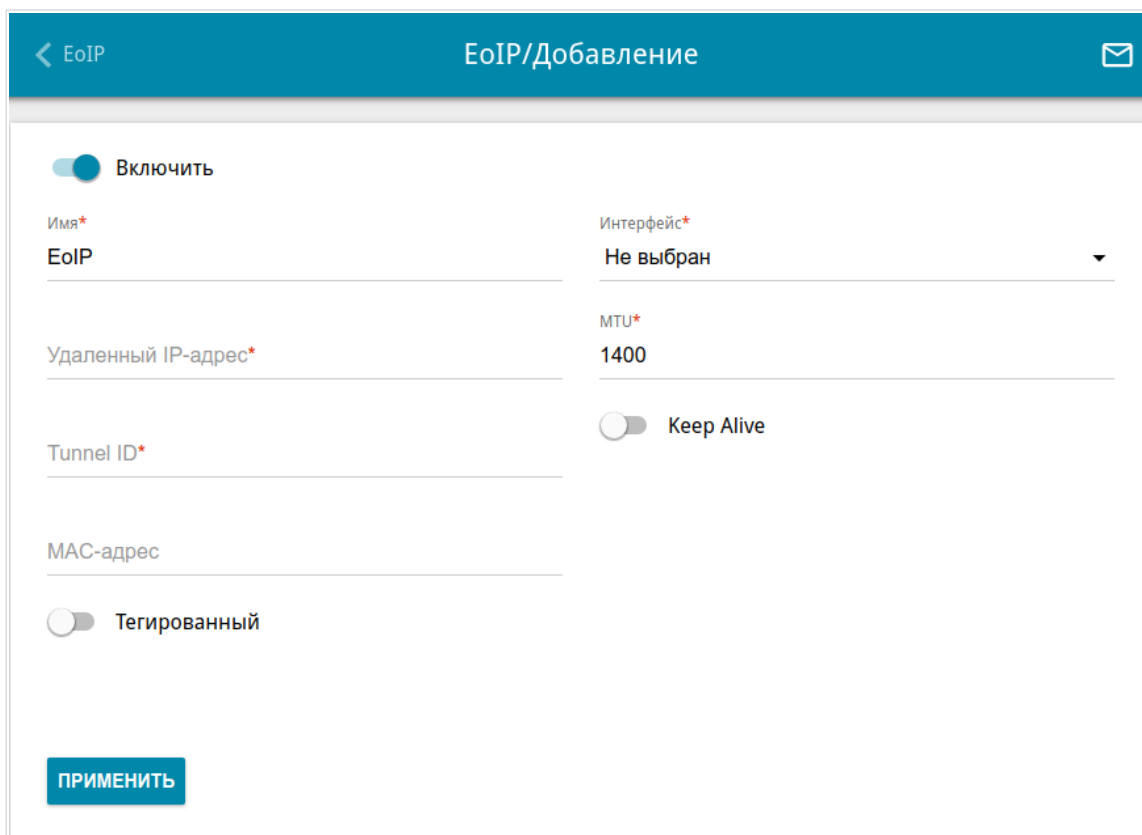 EoIP
EoIP/Добавление
Включить
Имя*
EoIP
Интерфейс*
Не выбран
Удаленный IP-адрес*
MTU*
1400
Keep Alive
Tunnel ID*
MAC-адрес
Тегированный
ПРИМЕНИТЬ